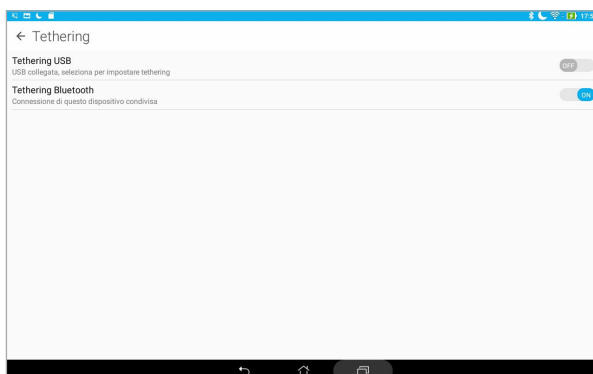 Tethering
Tethering USB
USB collegata, seleziona per impostare tethering
OFF
Tethering Bluetooth
Connessione di questo dispositivo condivisa
ON